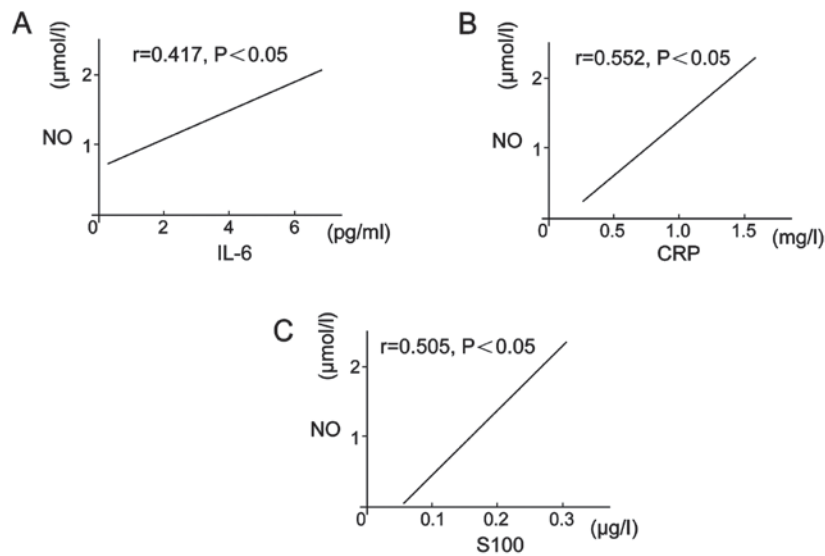 A
(μmol/l)
r=0.417, P<0.05
2
NO
1
0
2
4
6
(pg/ml)
IL-6
B
(μmol/l)
r=0.552, P<0.05
2
NO
1
0
0.5
1.0
1.5
(mg/l)
CRP
C
(μmol/l)
r=0.505, P<0.05
2
NO
1
0
0.1
0.2
0.3
(μg/l)
S100